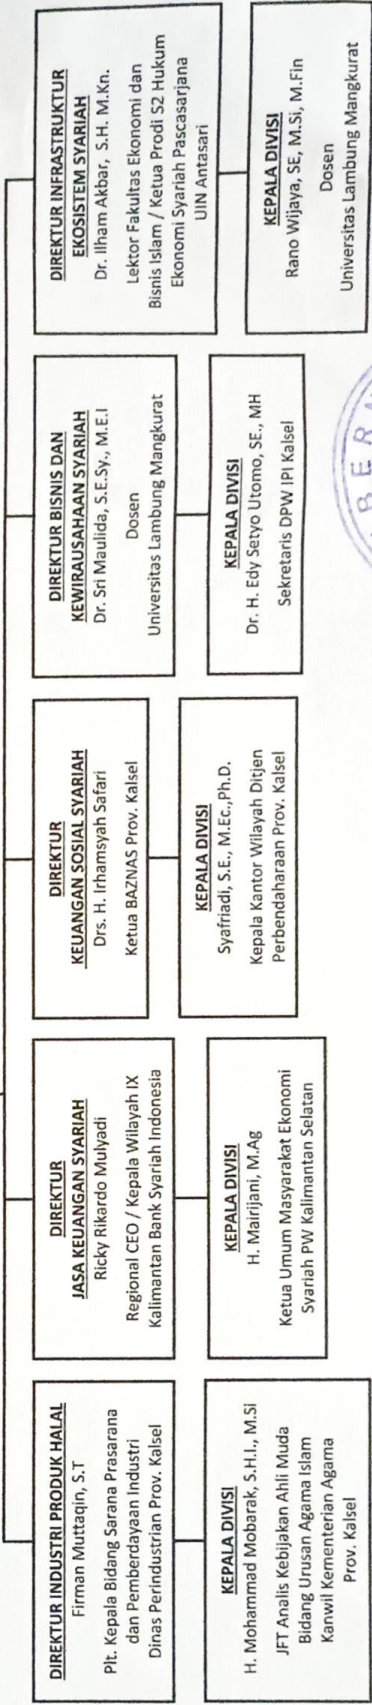 DIREKTUR INDUSTRI PRODUK HALAL
Firman Muttaqin, S.T
Plt. Kepala Bidang Sarana Prasarana
dan Pemberdayaan Industri
Dinas Perindustrian Prov. Kalsel
KEPALA DIVISI
H. Mohammad Mobarak, S.H.I., M.Si
JFT Analis Kebijakan Ahli Muda
Bidang Urusan Agama Islam
Kanwil Kementerian Agama
Prov. Kalsel
DIREKTUR
JASA KEUANGAN SYARIAH
Ricky Rikardo Mulyadi
Regional CEO / Kepala Wilayah IX
Kalimantan Bank Syariah Indonesia
KEPALA DIVISI
H. Mairijani, M.Ag
Ketua Umum Masyarakat Ekonomi
Syariah PW Kalimantan Selatan
DIREKTUR
KEUANGAN SOSIAL SYARIAH
Drs. H. Irhamsyah Safari
Ketua BAZNAS Prov. Kalsel
KEPALA DIVISI
Syafriadi, S.E., M.Ec.,Ph.D.
Kepala Kantor Wilayah Ditjen
Perbendaharaan Prov. Kalsel
DIREKTUR BISNIS DAN
KEWIRAUSAHAAN SYARIAH
Dr. Sri Maulida, S.E.Sy., M.E.I
Dosen
Universitas Lambung Mangkurat
KEPALA DIVISI
Dr. H. Edy Setyo Utomo, SE., MH
Sekretaris DPW IPI Kalsel
DIREKTUR INFRASTRUKTUR
EKOSISTEM SYARIAH
Dr. Ilham Akbar, S.H. M.Kn.
Lektor Fakultas Ekonomi dan
Bisnis Islam / Ketua Prodi S2 Hukum
Ekonomi Syariah Pascasarjana
UIN Antasari
KEPALA DIVISI
Rano Wijaya, SE, M.Si, M.Fin
Dosen
Universitas Lambung Mangkurat